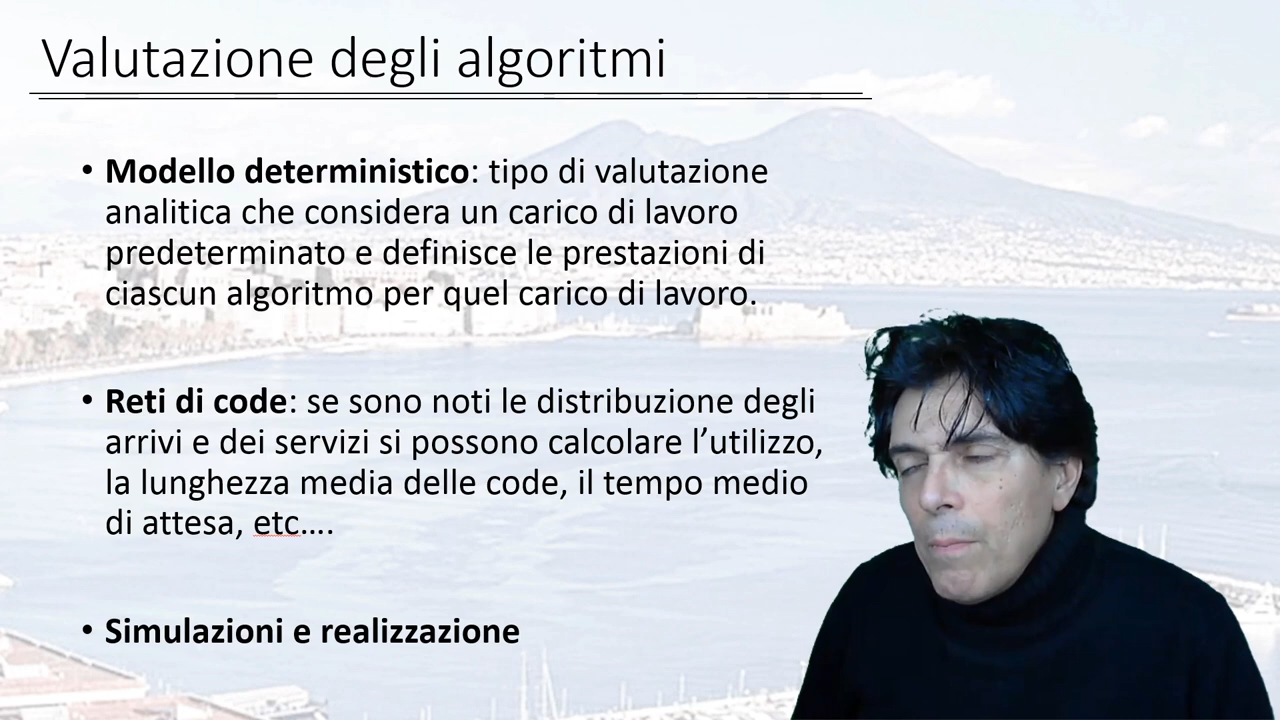 Valutazione degli algoritmi
• Modello deterministico: tipo di valutazione
analitica che considera un carico di lavoro
predeterminato e definisce le prestazioni di
ciascun algoritmo per quel carico di lavoro.
• Reti di code: se sono noti le distribuzione degli
arrivi e dei servizi si possono calcolare l’utilizzo,
la lunghezza media delle code, il tempo medio
di attesa, etc….
• Simulazioni e realizzazione